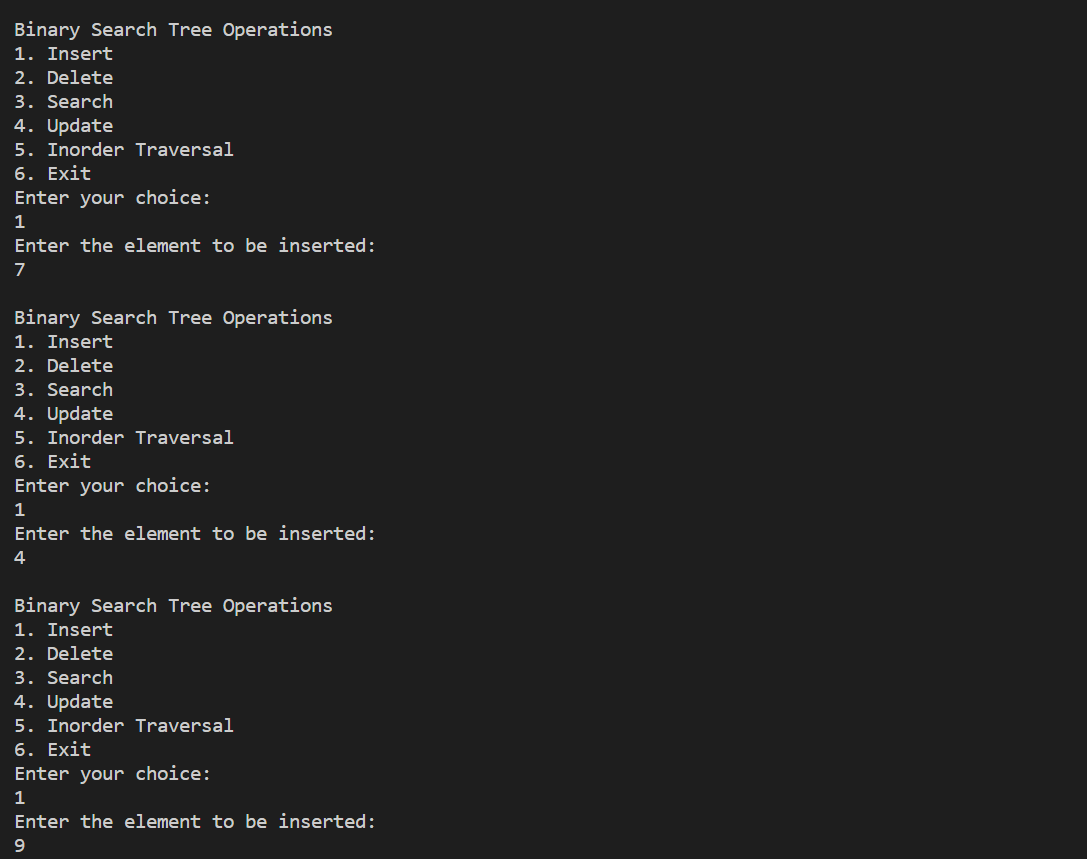 Binary Search Tree Operations
1. Insert
2. Delete
3. Search
4. Update
5. Inorder Traversal
6. Exit
Enter your choice:
1
Enter the element to be inserted:
7
Binary Search Tree Operations
1. Insert
2. Delete
3. Search
4. Update
5. Inorder Traversal
6. Exit
Enter your choice:
1
Enter the element to be inserted:
4
Binary Search Tree Operations
1. Insert
2. Delete
3. Search
4. Update
5. Inorder Traversal
6. Exit
Enter your choice:
1
Enter the element to be inserted:
9